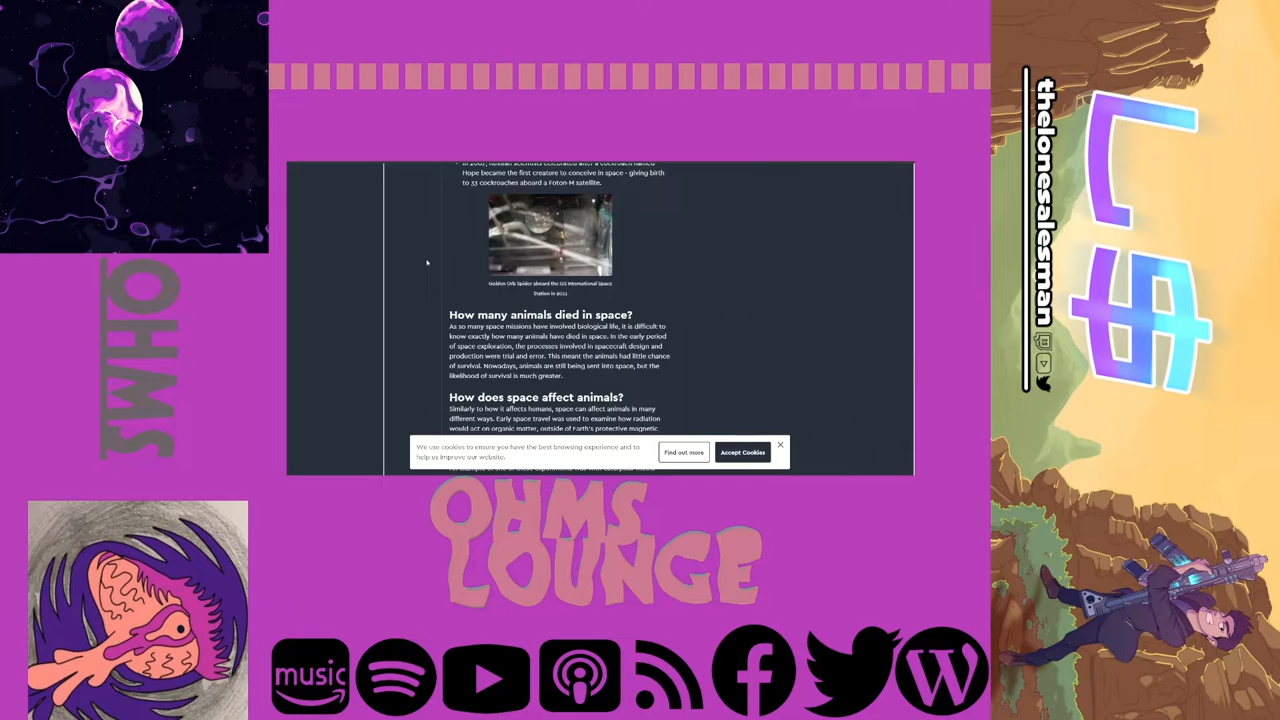 In 2007, Russian scientists celebrated after a cockroach named
Hope became the first creature to conceive in space - giving birth
to 33 cockroaches aboard a Foton-M satellite.
Golden Orb Spider aboard the ISS International Space
Station in 2011
How many animals died in space?
As so many space missions have involved biological life, it is difficult to
know exactly how many animals have died in space. In the early period
of space exploration, the processes involved in spacecraft design and
production were trial and error. This meant the animals had little chance
of survival. Nowadays, animals are still being sent into space, but the
likelihood of survival is much greater.
How does space affect animals?
Similarly to how it affects humans, space can affect animals in many
different ways. Early space travel was used to examine how radiation
would act on organic matter, outside of Earth's protective magnetic
We use cookies to ensure you have the best browsing experience and to
help us improve our website.
Find out more
Accept Cookies
OHMS
OHMS
LOUNGE
music
thelonesalesman
L$